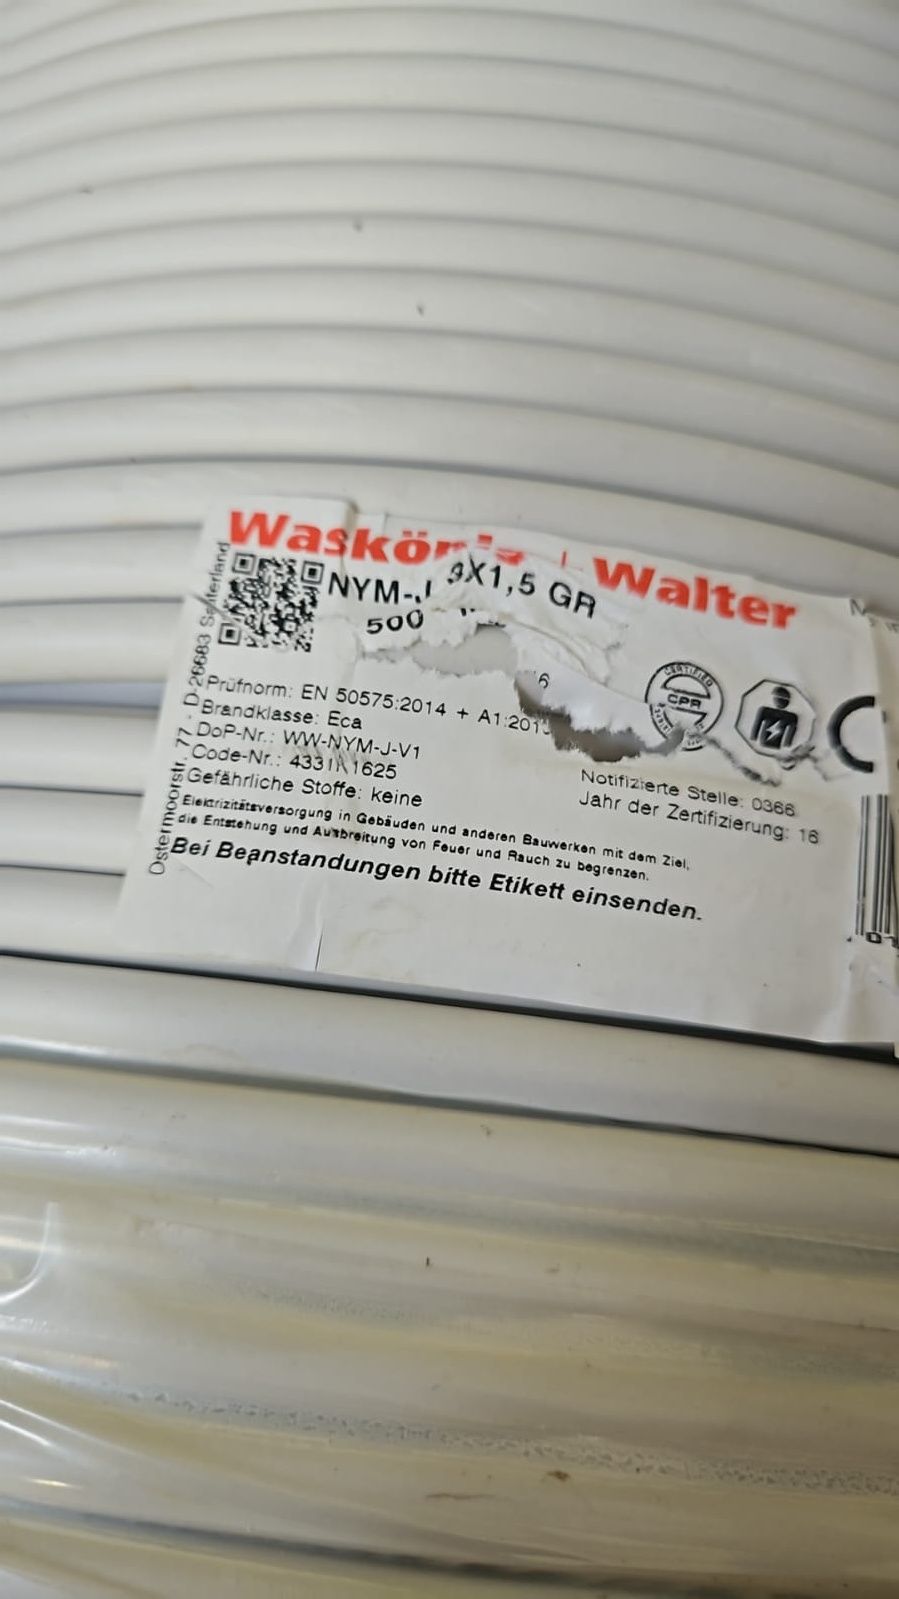 Waskönig + Walter
NYM-J 3X1,5 GR
500
Prüfnorm: EN 50575:2014 + A1:201
Brandklasse: Eca
DoP-Nr.: WW-NYM-J-V1
Code-Nr.: 1625
Gefährliche Stoffe: keine
Elektrizitätsversorgung in Gebäuden und anderen Bauwerken mit dem Ziel,
die Entstehung und Ausbreitung von Feuer und Rauch zu begrenzen.
Bei Beanstandungen bitte Etikett einsenden.
Ostermoorstr. 77 - D-26683 Saterland
CERTIFIED
CPR
Notifizierte Stelle: 0366
Jahr der Zertifizierung: 16